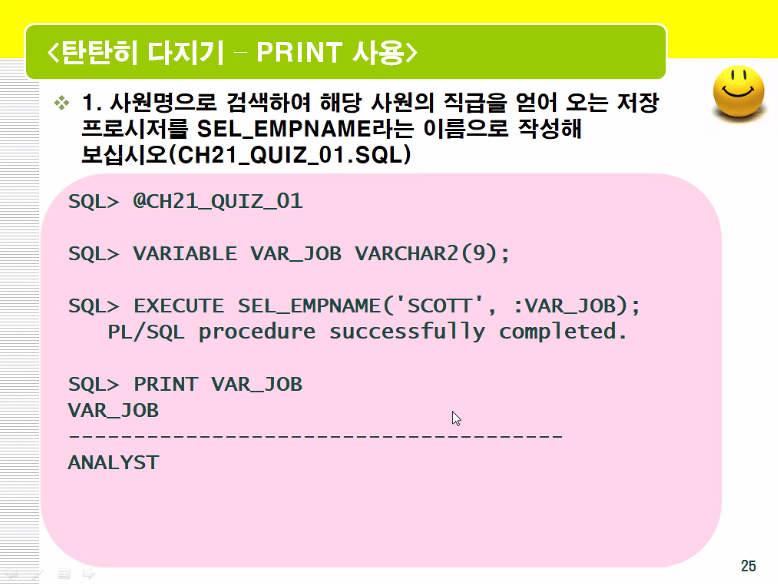 <탄탄히 다지기 – PRINT 사용>
❖ 1. 사원명으로 검색하여 해당 사원의 직급을 얻어 오는 저장
프로시저를 SEL_EMPNAME라는 이름으로 작성해
보십시오(CH21_QUIZ_01.SQL)
SQL> @CH21_QUIZ_01
SQL> VARIABLE VAR_JOB VARCHAR2(9);
SQL> EXECUTE SEL_EMPNAME('SCOTT', :VAR_JOB);
PL/SQL procedure successfully completed.
SQL> PRINT VAR_JOB
VAR_JOB
--------------------------------------
ANALYST
25